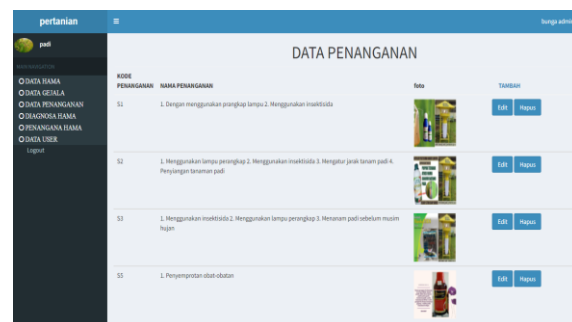 pertanian
bunga admin
padi
MAIN NAVIGATION
DATA HAMA
DATA GEJALA
DATA PENANGANAN
DIAGNOSA HAMA
PENANGANA HAMA
DATA USER
Logout
DATA PENANGANAN
KODE
PENANGANAN NAMA PENANGANAN foto TAMBAH
S1 1. Dengan menggunakan prangkap lampu 2. Menggunakan insektisida Edit Hapus
S2 1. Menggunakan lampu perangkap 2. Menggunakan insektisida 3. Mengatur jarak tanam padi 4.
Penyiangan tanaman padi Edit Hapus
S3 1. Menggunakan insektisida 2. Menggunakan lampu perangkap 3. Menanam padi sebelum musim
hujan Edit Hapus
S5 1. Penyemprotan obat-obatan Edit Hapus